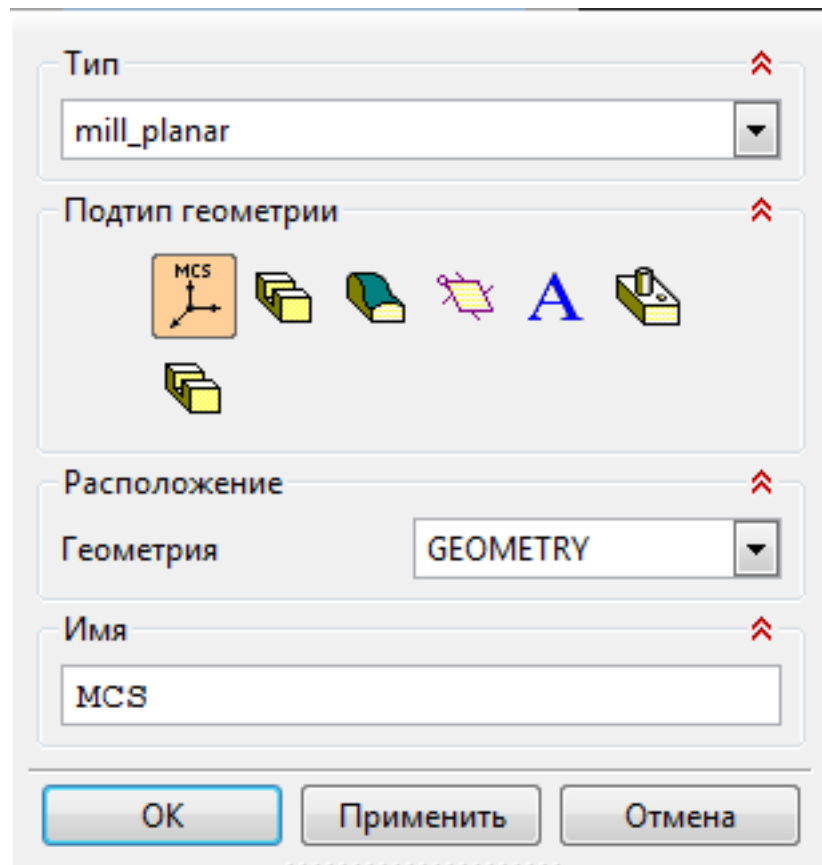 Тип
mill_planar
Подтип геометрии
MCS
A
Расположение
Геометрия GEOMETRY
Имя
MCS
OK Применить Отмена